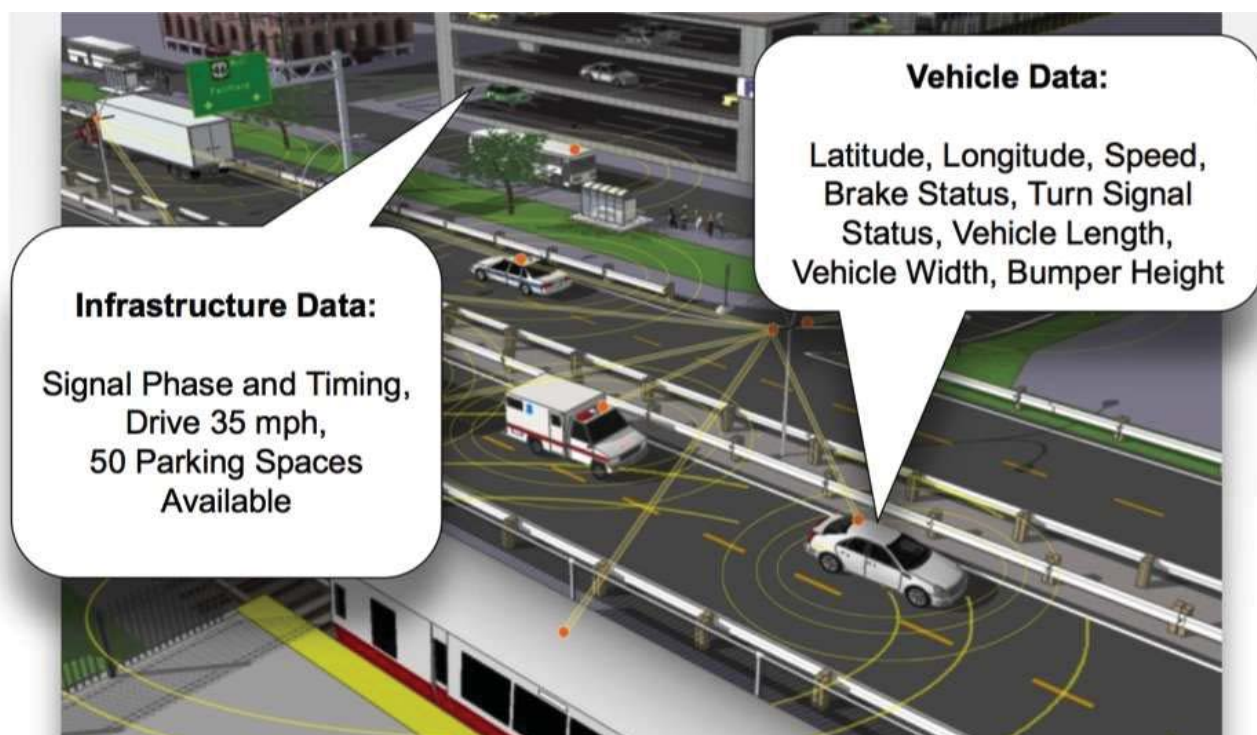 Vehicle Data:
Latitude, Longitude, Speed,
Brake Status, Turn Signal
Status, Vehicle Length,
Vehicle Width, Bumper Height
Infrastructure Data:
Signal Phase and Timing,
Drive 35 mph,
50 Parking Spaces
Available